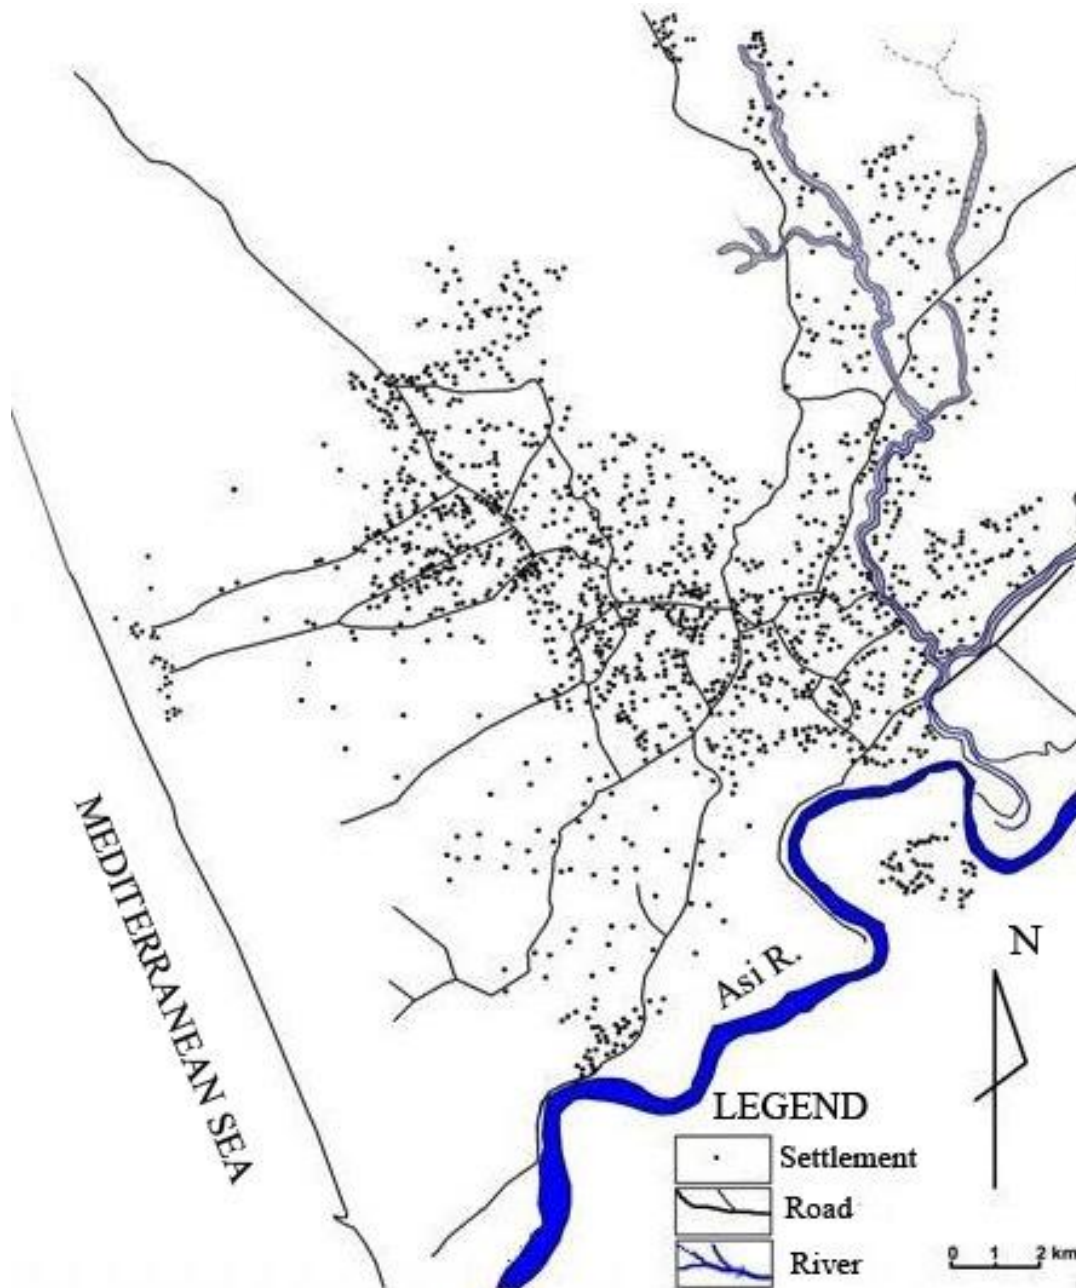 MEDITERRANEAN SEA
Asi R.
N
LEGEND
Settlement
Road
River
0 1 2 km